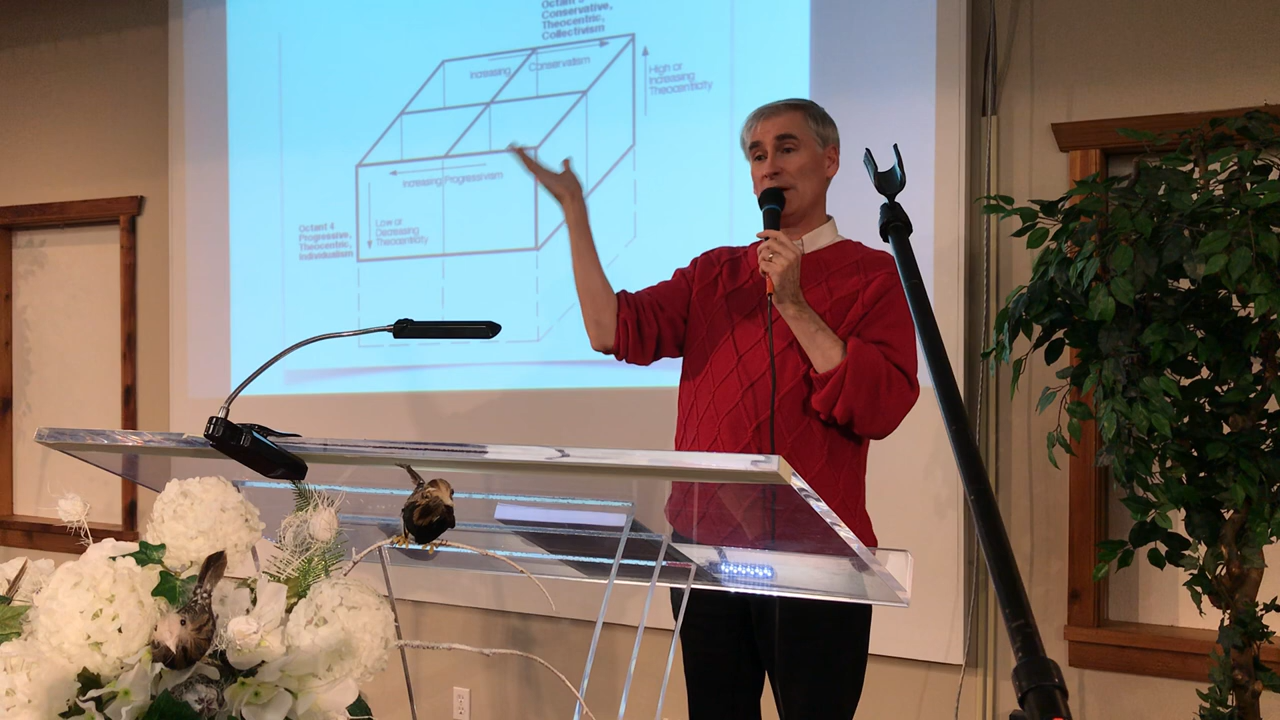 Conservative,
Theocentric,
Collectivism
Increasing
Conservatism
High or
Increasing
Theocentricity
Increasing Progressivism
Low or
Decreasing
Theocentricity
Octant 4
Progressive,
Theocentric,
Individualism